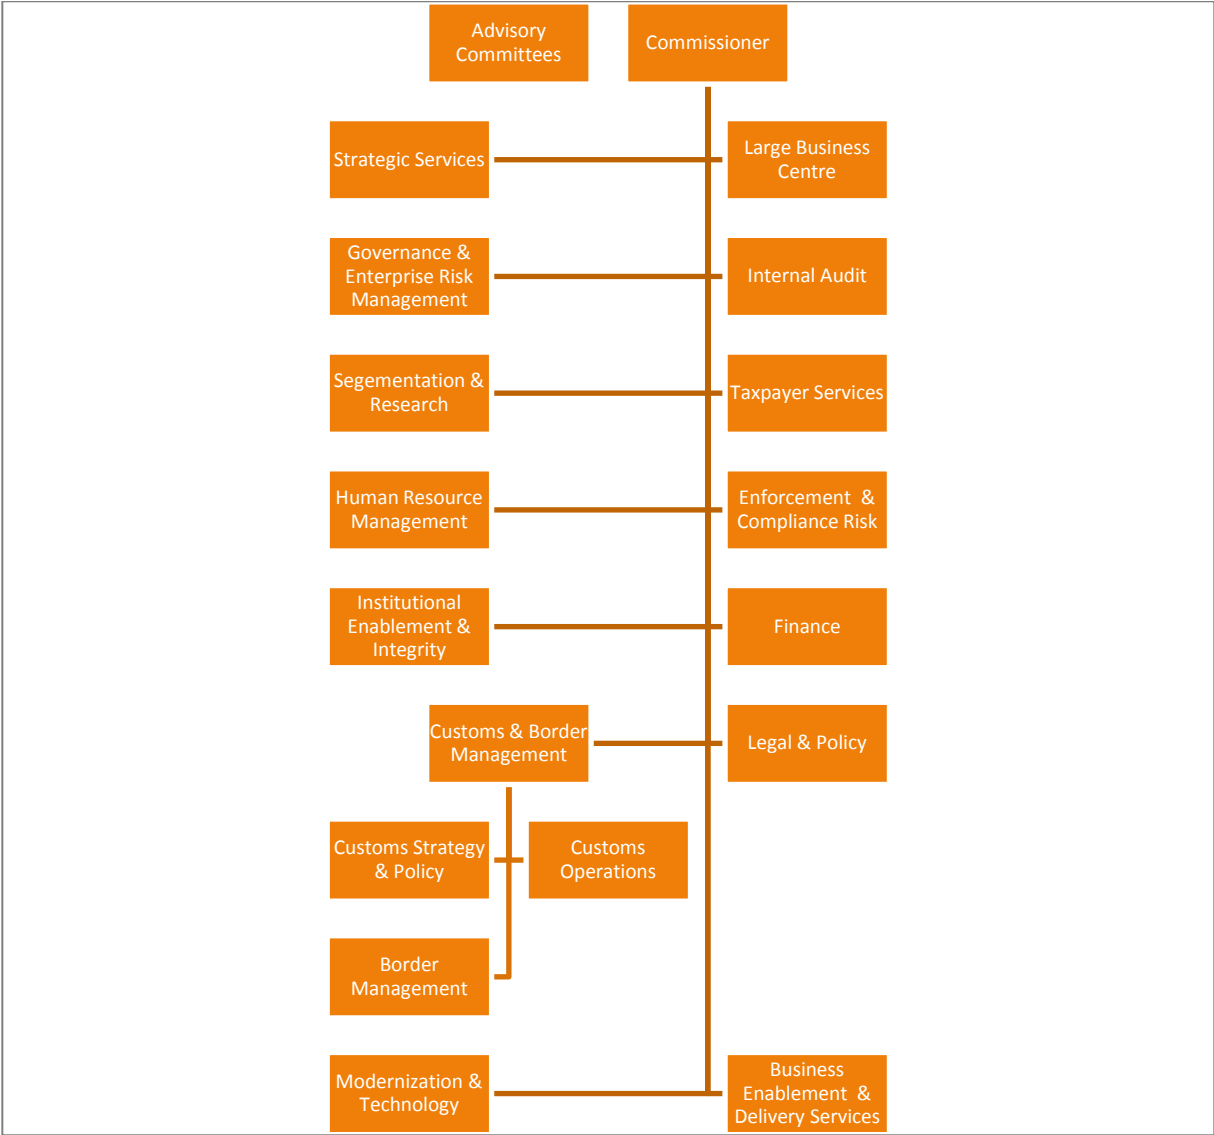 Advisory
Committees
Commissioner
Strategic Services
Large Business
Centre
Governance &
Enterprise Risk
Management
Internal Audit
Segementation &
Research
Taxpayer Services
Human Resource
Management
Enforcement &
Compliance Risk
Institutional
Enablement &
Integrity
Finance
Customs & Border
Management
Legal & Policy
Customs Strategy
& Policy
Customs
Operations
Border
Management
Modernization &
Technology
Business
Enablement &
Delivery Services